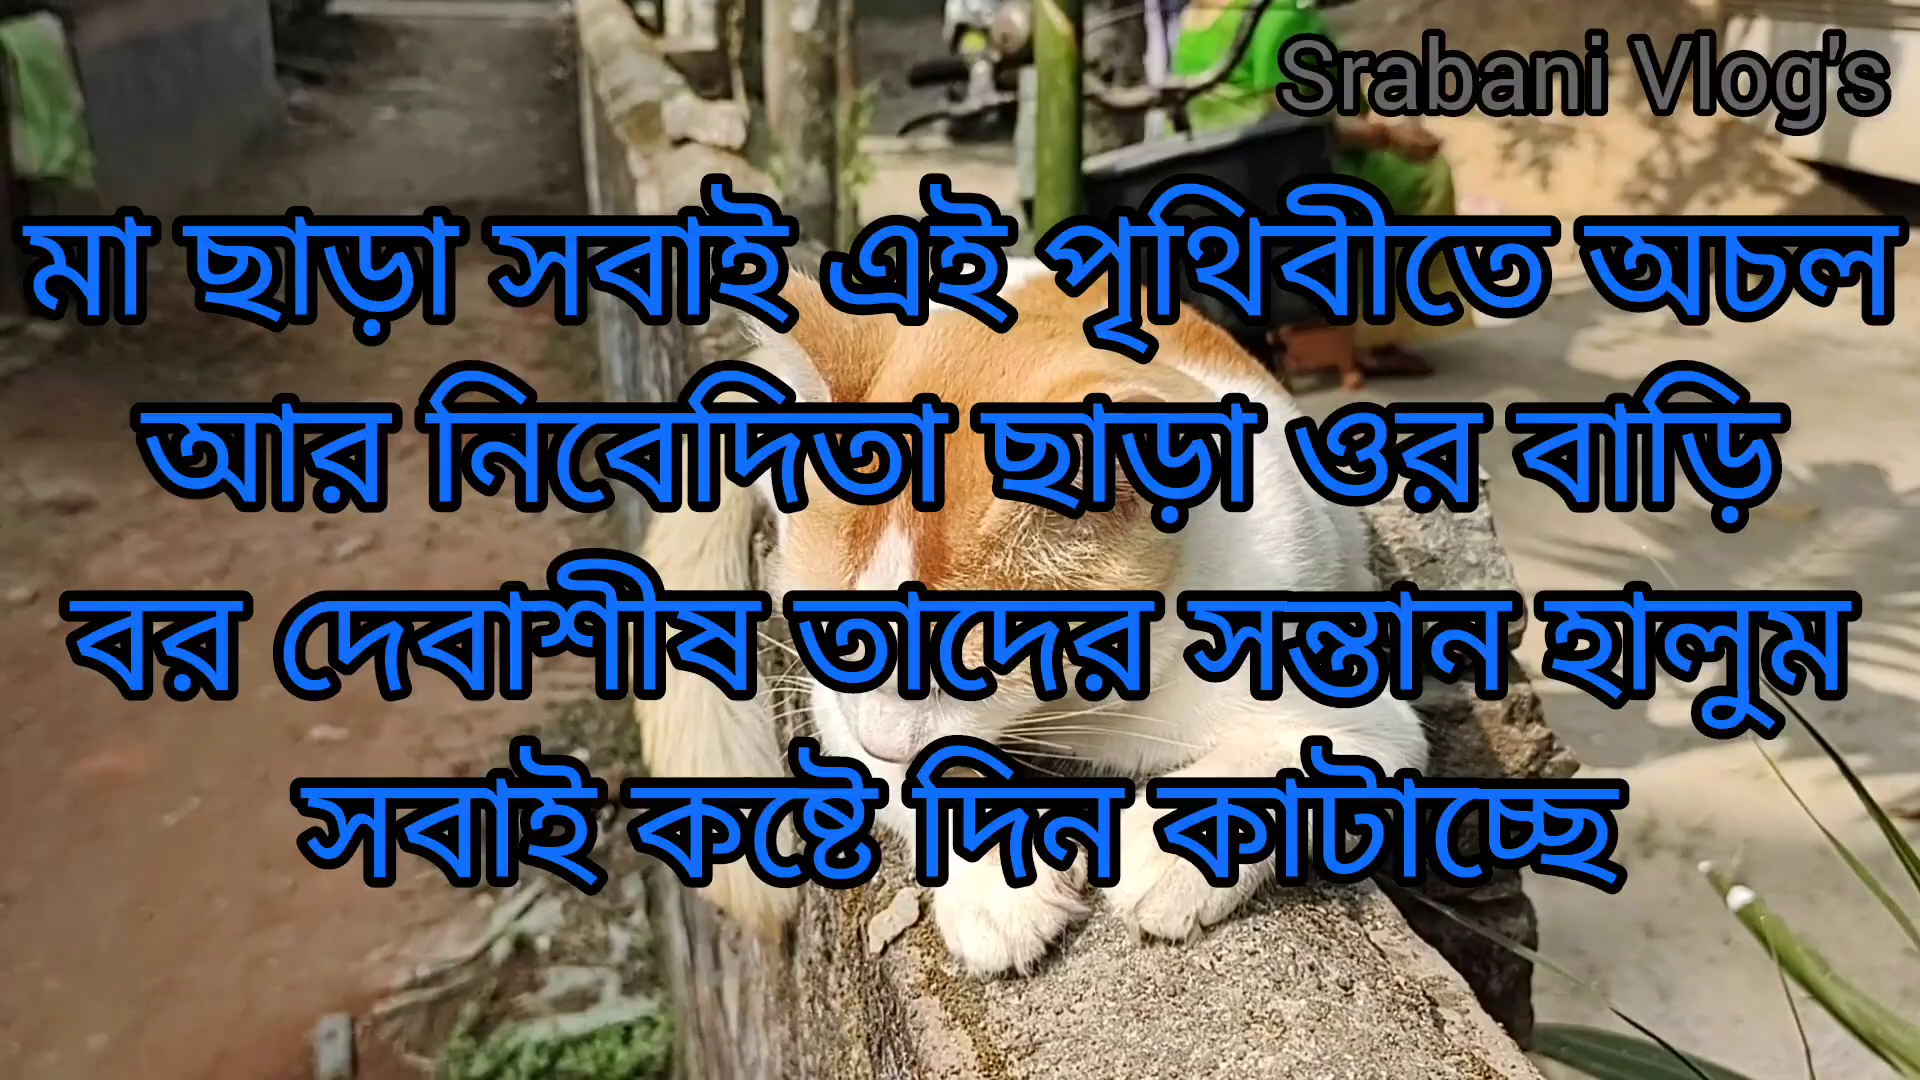 Srabani Vlog's
মা ছাড়া সবাই এই পৃথিবীতে অচল
আর নিবেদিতা ছাড়া ওর বাড়ি
বর দেবাশীষ তাদের সন্তান হালুম
সবাই কষ্টে দিন কাটাচ্ছে